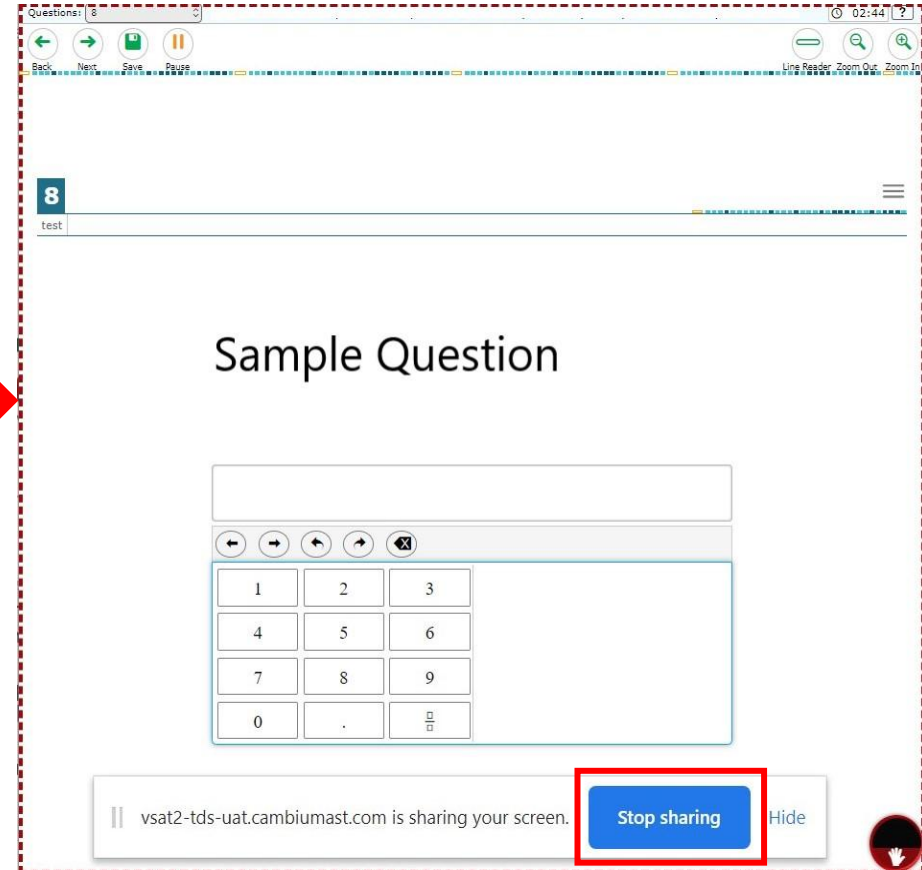 Questions: 8
02:44 ?
Back Next Save Pause
Line Reader Zoom Out Zoom In
8
test
Sample Question
1 2 3
4 5 6
7 8 9
0 .
vsat2-tds-uat.cambiumast.com is sharing your screen. Stop sharing Hide